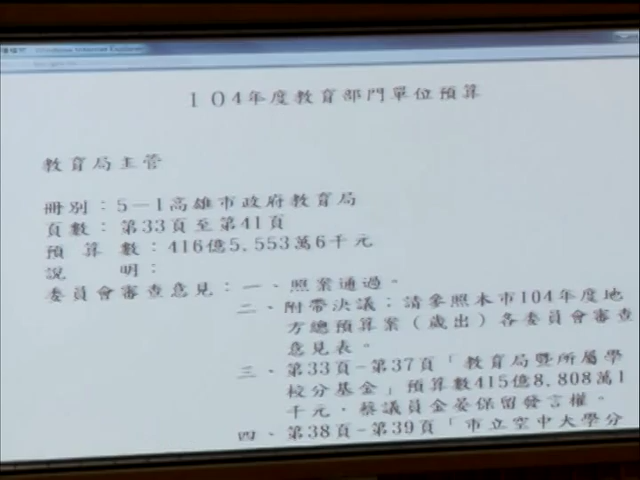 104年度教育部門單位預算
教育局主管
冊別：5-1高雄市政府教育局
頁數：第33頁至第41頁
預算數：416億5,553萬6千元
說明：
委員會審查意見：一、照案通過。
二、附帶決議：請參照本市104年度地
方總預算案（歲出）各委員會審查
意見表。
三、第33頁-第37頁「教育局暨所屬學
校分基金」預算數415億8,808萬1
千元，蔡議員金晏保留發言權。
四、第38頁-第39頁「市立空中大學分